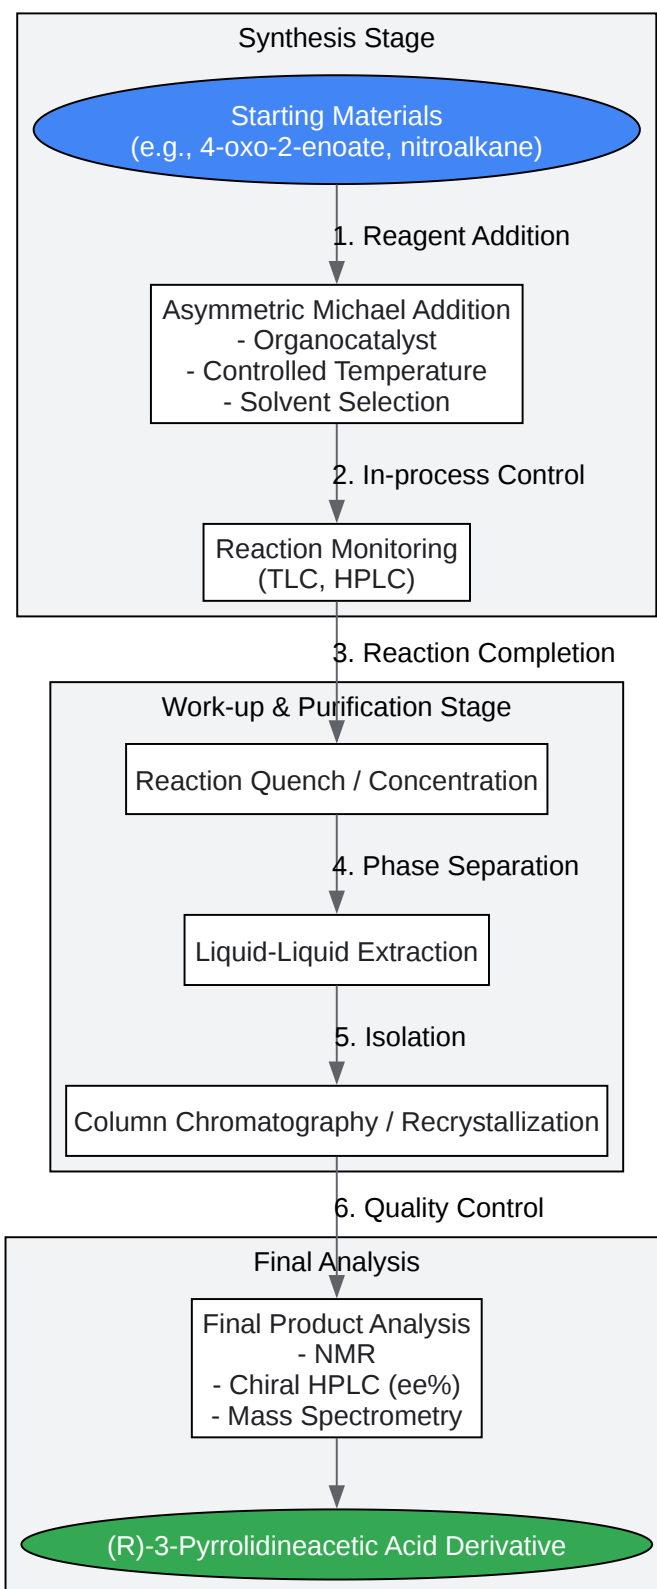 Synthesis Stage
Starting Materials
(e.g., 4-oxo-2-enoate, nitroalkane)
1. Reagent Addition
Asymmetric Michael Addition
- Organocatalyst
- Controlled Temperature
- Solvent Selection
2. In-process Control
Reaction Monitoring
(TLC, HPLC)
3. Reaction Completion
Work-up & Purification Stage
Reaction Quench / Concentration
4. Phase Separation
Liquid-Liquid Extraction
5. Isolation
Column Chromatography / Recrystallization
6. Quality Control
Final Analysis
Final Product Analysis
- NMR
- Chiral HPLC (ee%)
- Mass Spectrometry
(R)-3-Pyrrolidineacetic Acid Derivative